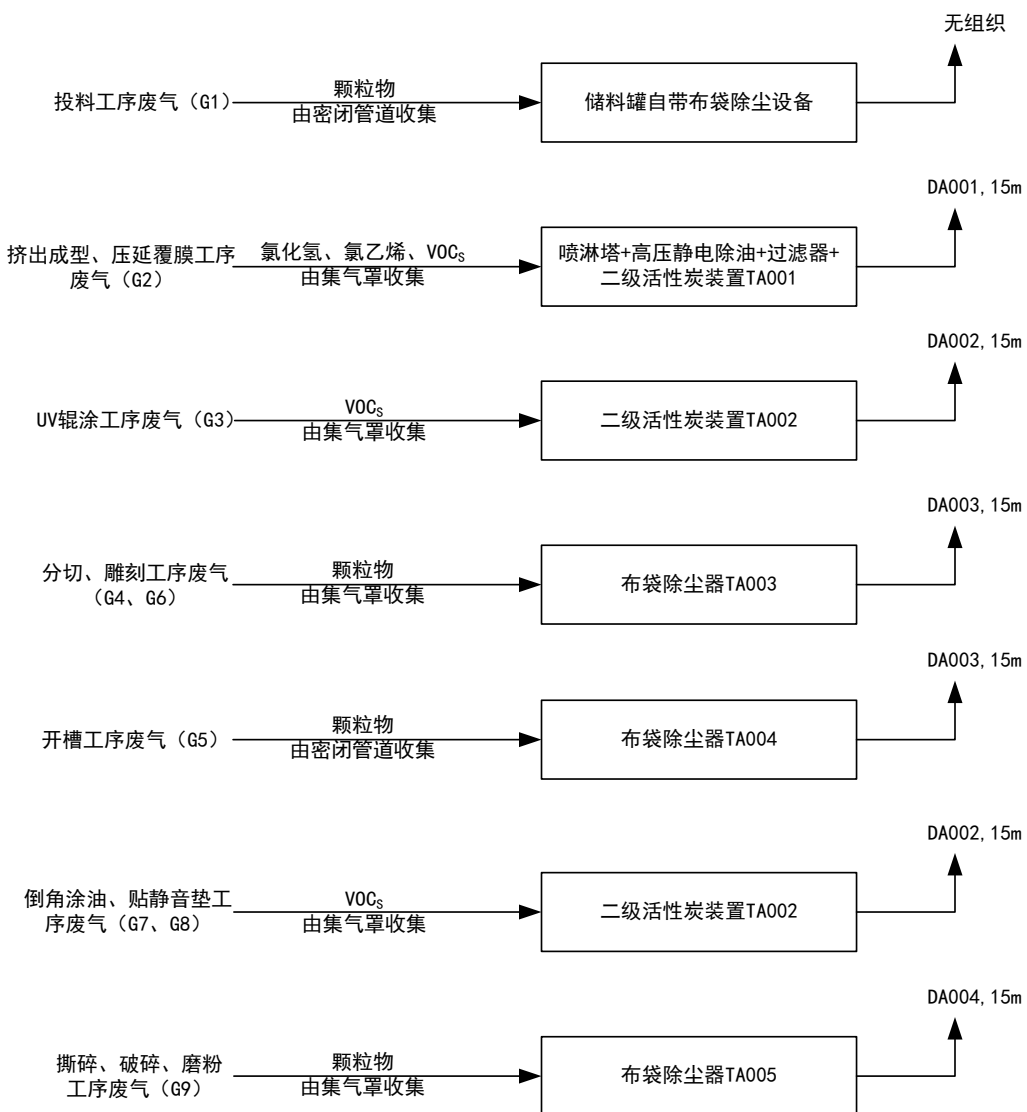 无组织
投料工序废气（G1）
颗粒物
由密闭管道收集
储料罐自带布袋除尘设备
DA001,15m
挤出成型、压延覆膜工序
废气（G2）
氯化氢、氯乙烯、VOCs
由集气罩收集
喷淋塔+高压静电除油+过滤器+
二级活性炭装置TA001
DA002,15m
UV辊涂工序废气（G3）
VOCs
由集气罩收集
二级活性炭装置TA002
DA003,15m
分切、雕刻工序废气
（G4、G6）
颗粒物
由集气罩收集
布袋除尘器TA003
DA003,15m
开槽工序废气（G5）
颗粒物
由密闭管道收集
布袋除尘器TA004
DA002,15m
倒角涂油、贴静音垫工
序废气（G7、G8）
VOCs
由集气罩收集
二级活性炭装置TA002
DA004,15m
撕碎、破碎、磨粉
工序废气（G9）
颗粒物
由集气罩收集
布袋除尘器TA005